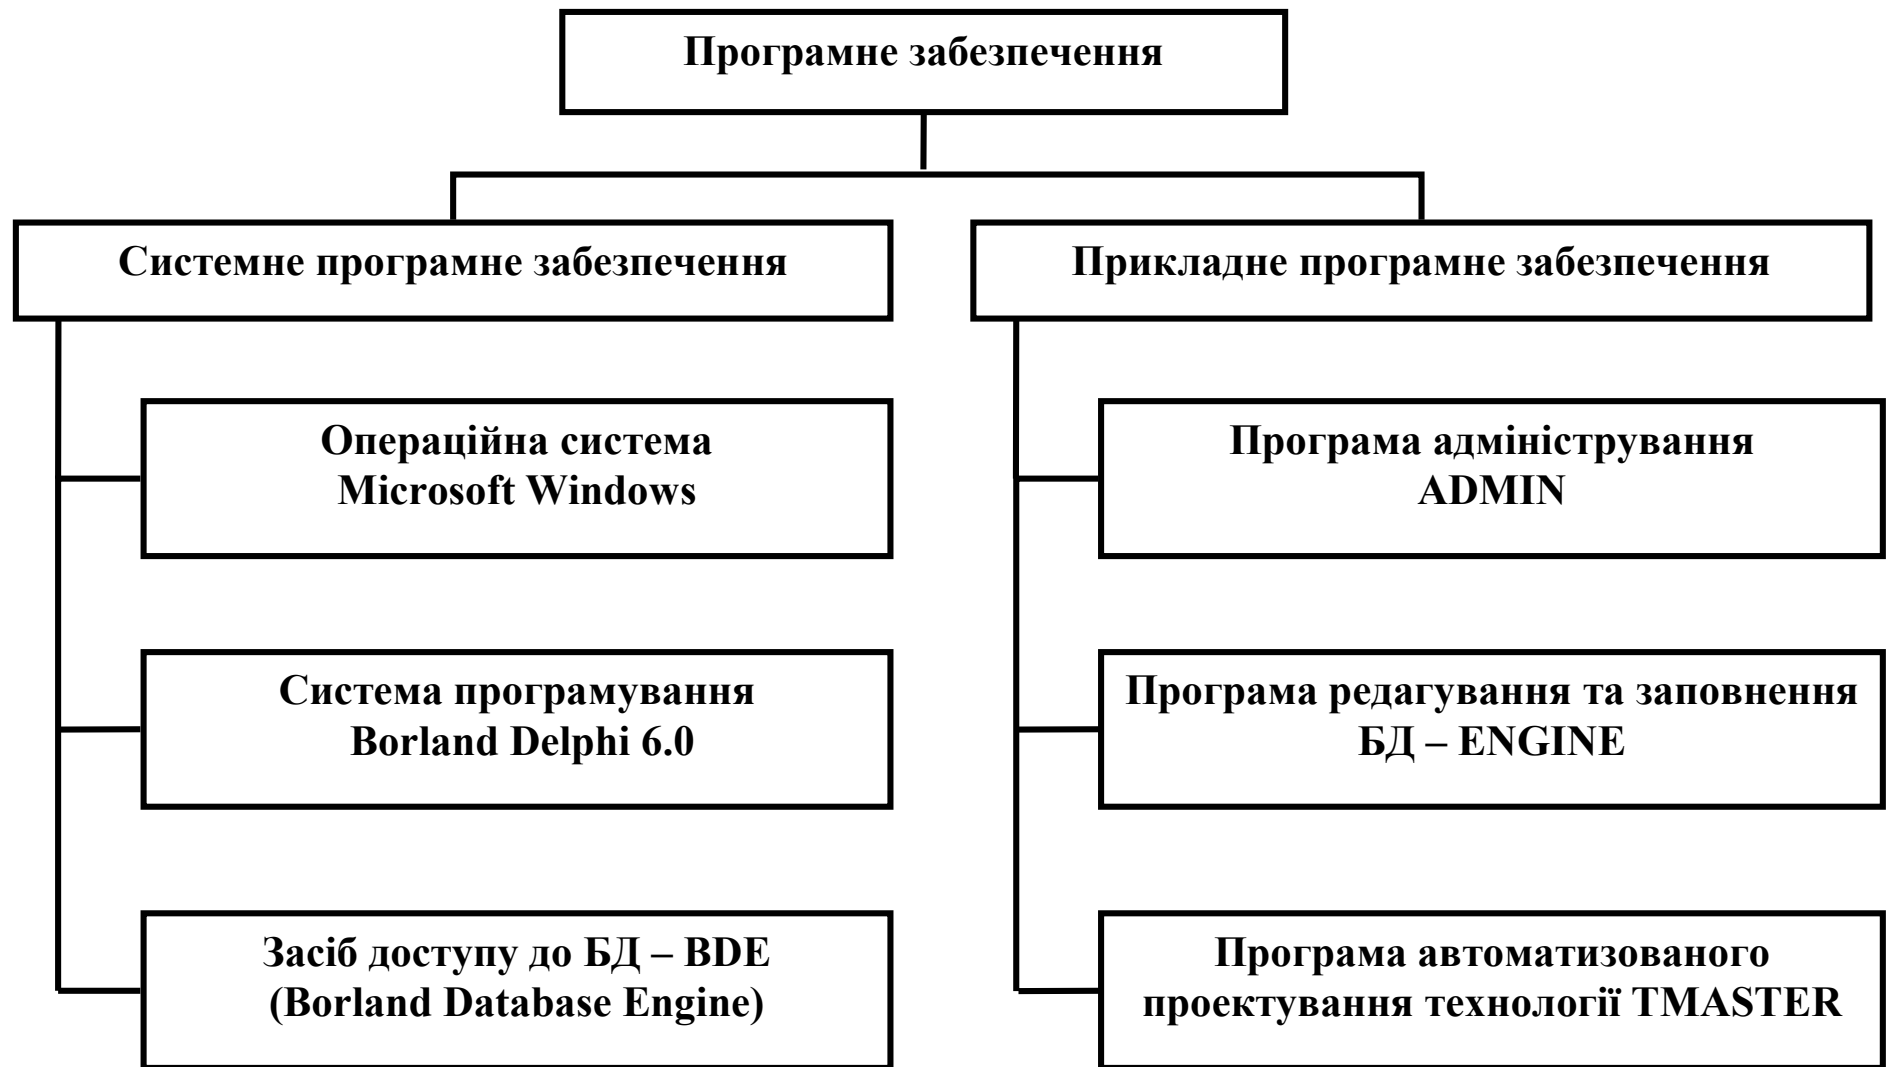 Програмне забезпечення
Системне програмне забезпечення
Прикладне програмне забезпечення
Операційна система
Microsoft Windows
Програма адміністрування
ADMIN
Система програмування
Borland Delphi 6.0
Програма редагування та заповнення
БД – ENGINE
Засіб доступу до БД – BDE
(Borland Database Engine)
Програма автоматизованого
проектування технології TMASTER